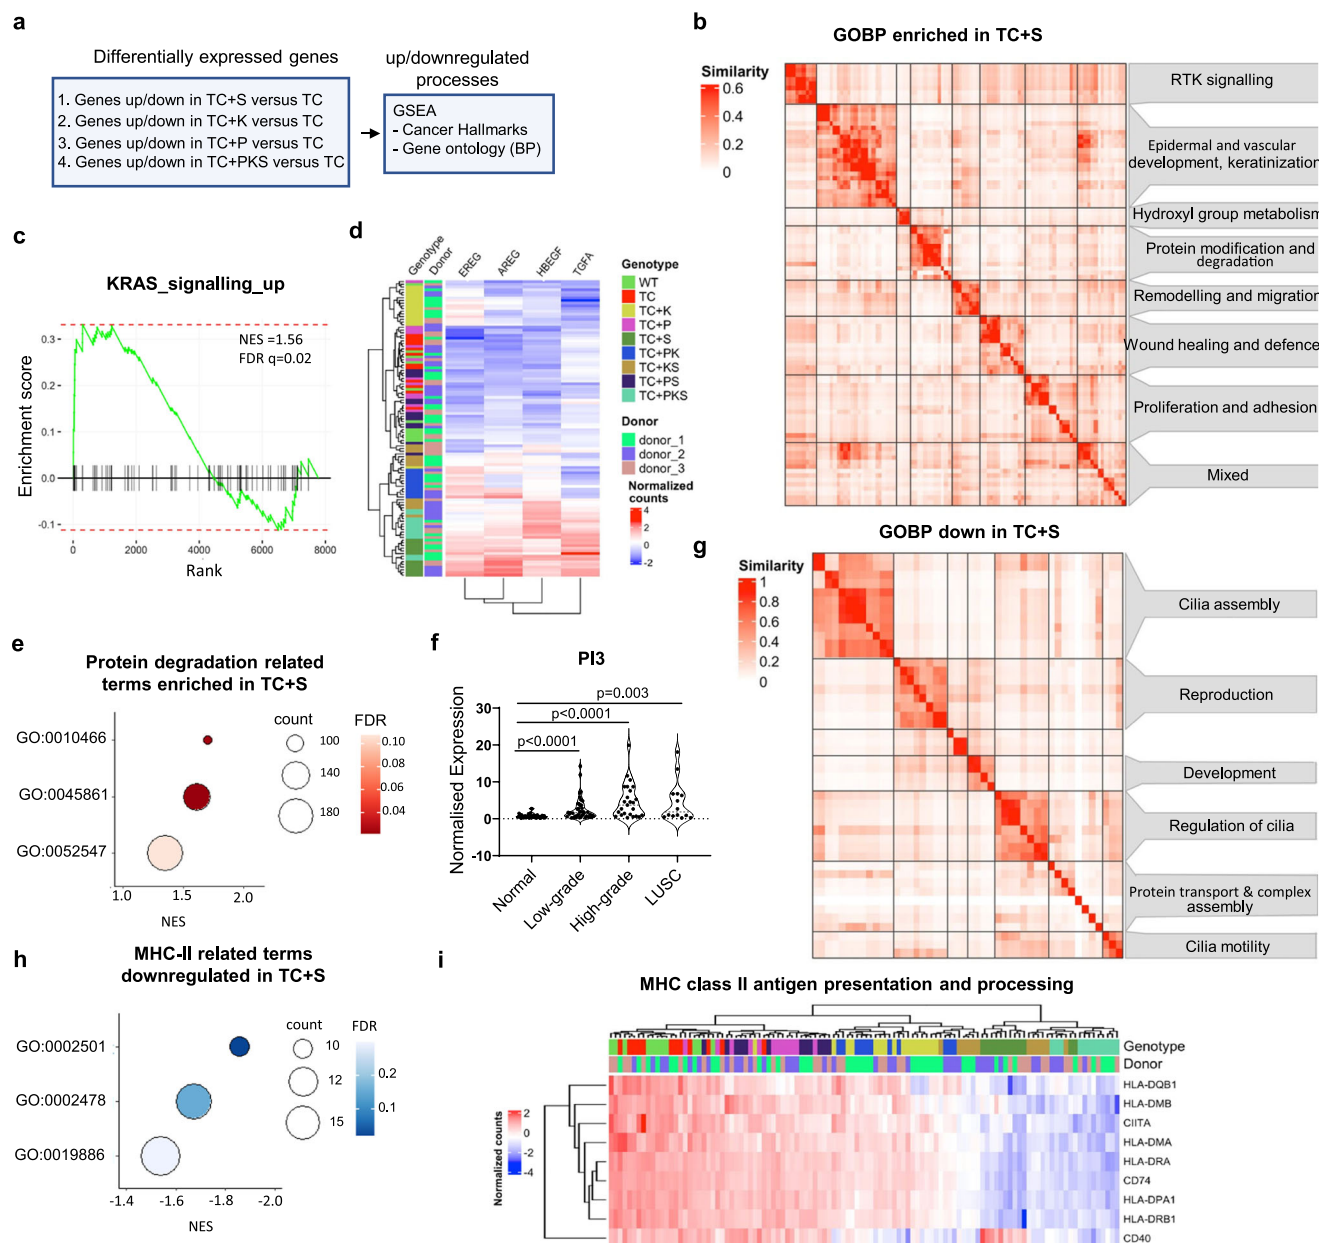 a
Differentially expressed genes
up/downregulated
processes
1. Genes up/down in TC+S versus TC
2. Genes up/down in TC+K versus TC
3. Genes up/down in TC+P versus TC
4. Genes up/down in TC+PKS versus TC
GSEA
- Cancer Hallmarks
- Gene ontology (BP)
b
GOBP enriched in TC+S
Similarity
0.6
0.4
0.2
0
RTK signalling
Epidermal and vascular
development, keratinization
Hydroxyl group metabolism
Protein modification and
degradation
Remodelling and migration
Wound healing and defence
Proliferation and adhesion
Mixed
c
KRAS_signalling_up
NES =1.56
FDR q=0.02
Enrichment score
0.3
0.2
0.1
0.0
-0.1
0
2000
4000
6000
8000
Rank
d
Genotype
Donor
EREG
AREG
HBEGF
TGFA
Genotype
WT
TC
TC+K
TC+P
TC+S
TC+PK
TC+KS
TC+PS
TC+PKS
Donor
donor_1
donor_2
donor_3
Normalized
counts
4
2
0
-2
e
Protein degradation related
terms enriched in TC+S
GO:0010466
GO:0045861
GO:0052547
1.0
1.5
2.0
NES
count
100
140
180
FDR
0.10
0.08
0.06
0.04
f
PI3
p=0.003
p<0.0001
p<0.0001
Normalised Expression
30
20
10
0
-10
Normal
Low-grade
High-grade
LUSC
g
GOBP down in TC+S
Similarity
1
0.8
0.6
0.4
0.2
0
Cilia assembly
Reproduction
Development
Regulation of cilia
Protein transport & complex
assembly
Cilia motility
h
MHC-II related terms
downregulated in TC+S
GO:0002501
GO:0002478
GO:0019886
-1.4
-1.6
-1.8
-2.0
NES
count
10
12
15
FDR
0.2
0.1
i
MHC class II antigen presentation and processing
Genotype
Donor
HLA-DQB1
HLA-DMB
CIITA
HLA-DMA
HLA-DRA
CD74
HLA-DPA1
HLA-DRB1
CD40
Normalized counts
2
0
-2
-4